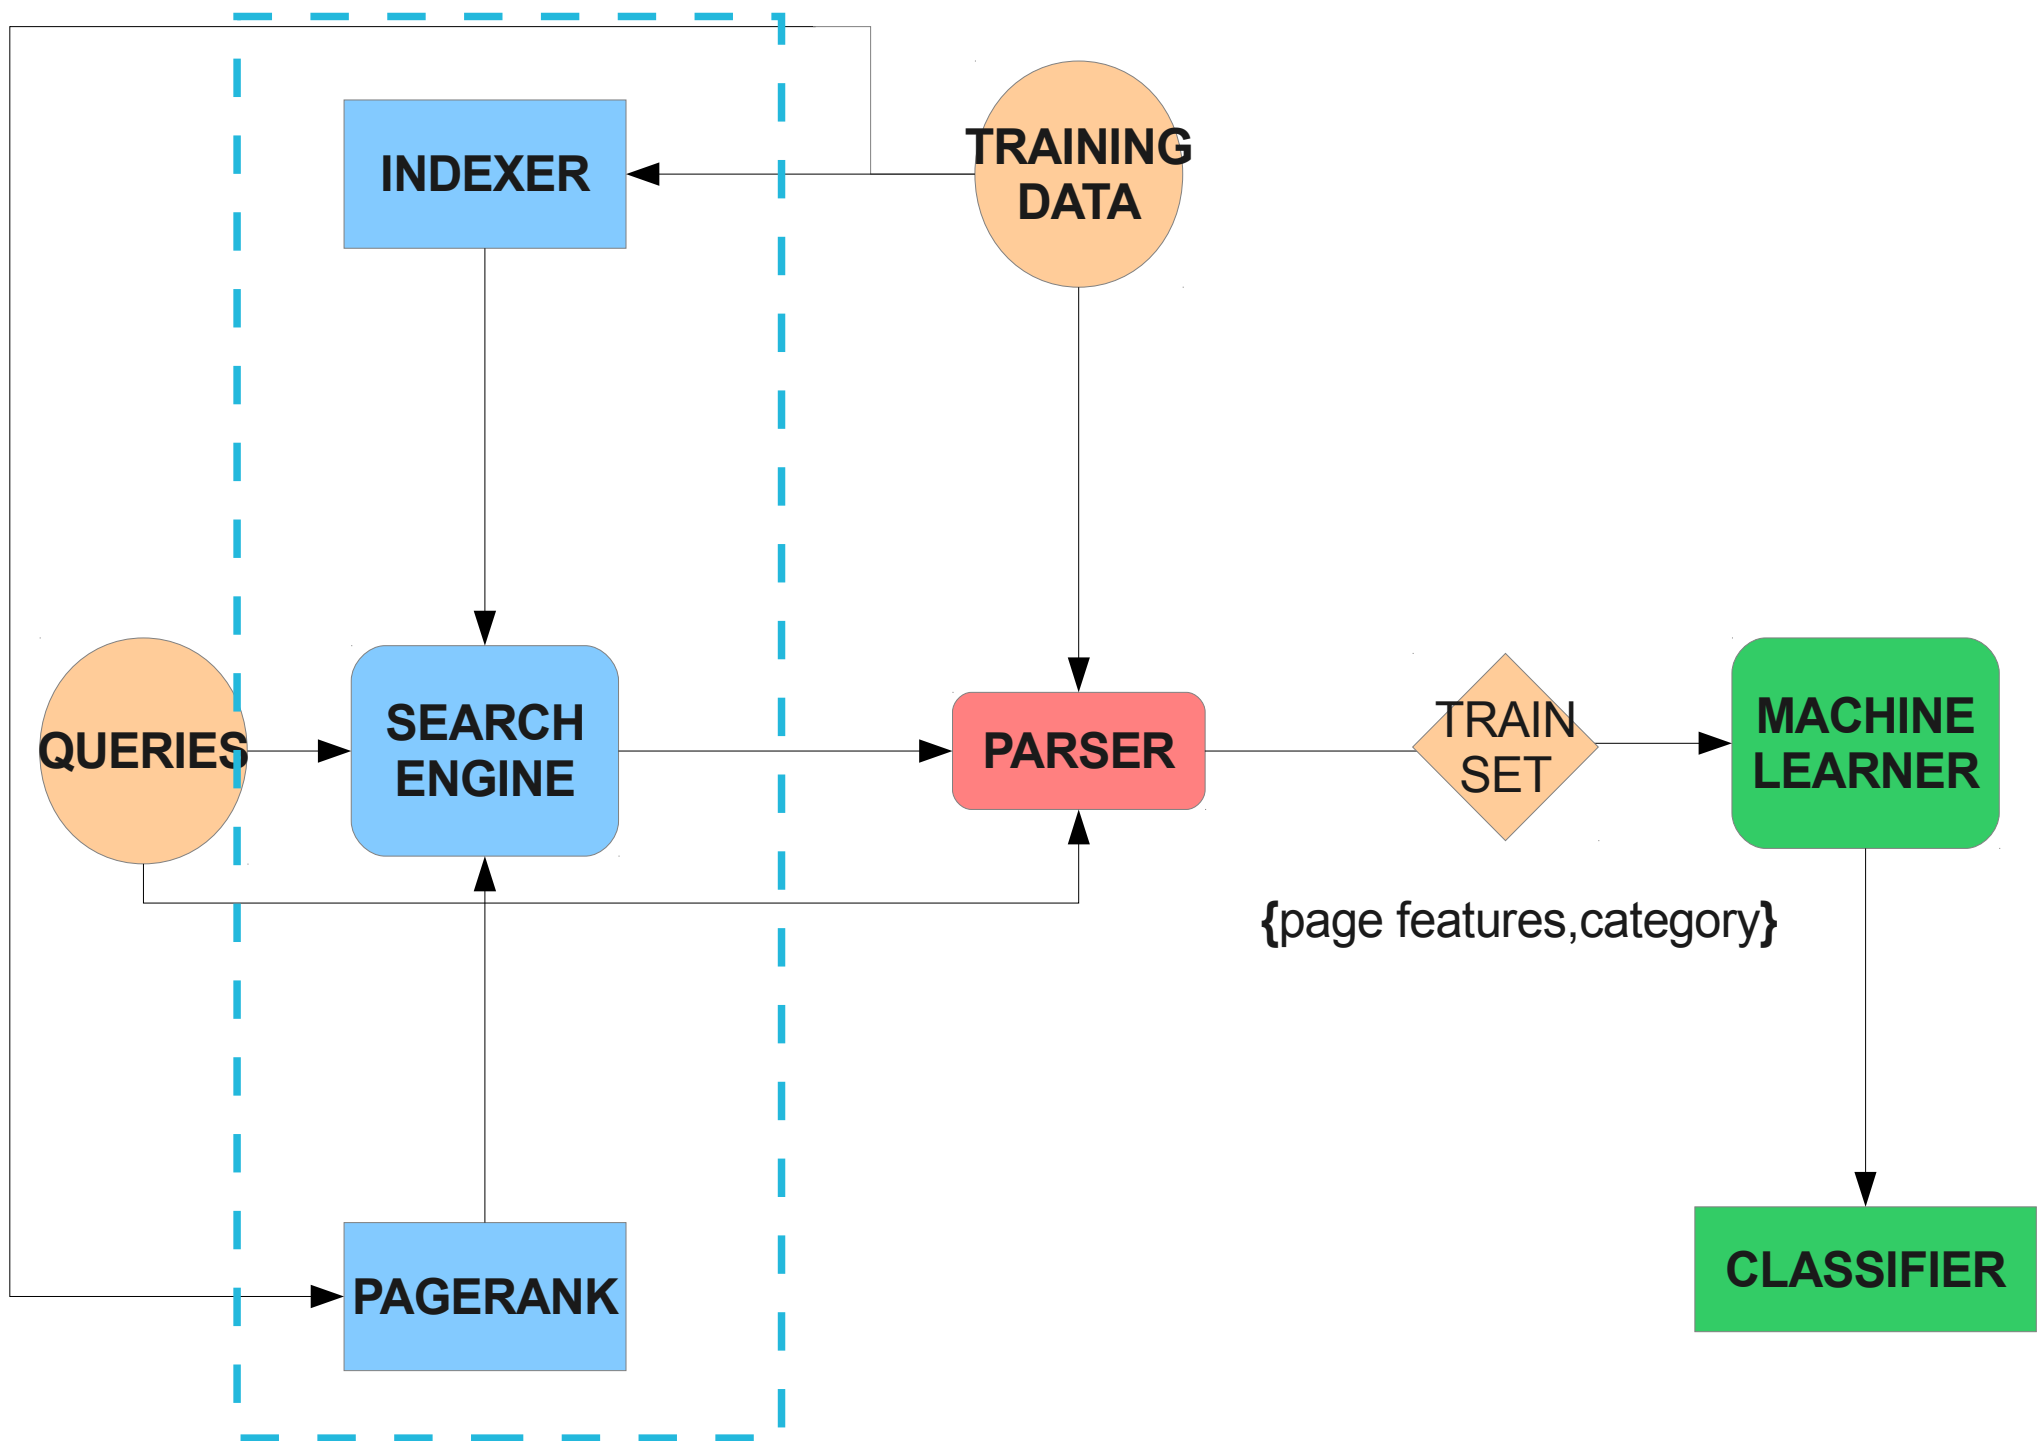 INDEXER
TRAINING
DATA
QUERIES
SEARCH
ENGINE
PARSER
TRAIN
SET
MACHINE
LEARNER
{page features,category}
PAGERANK
CLASSIFIER